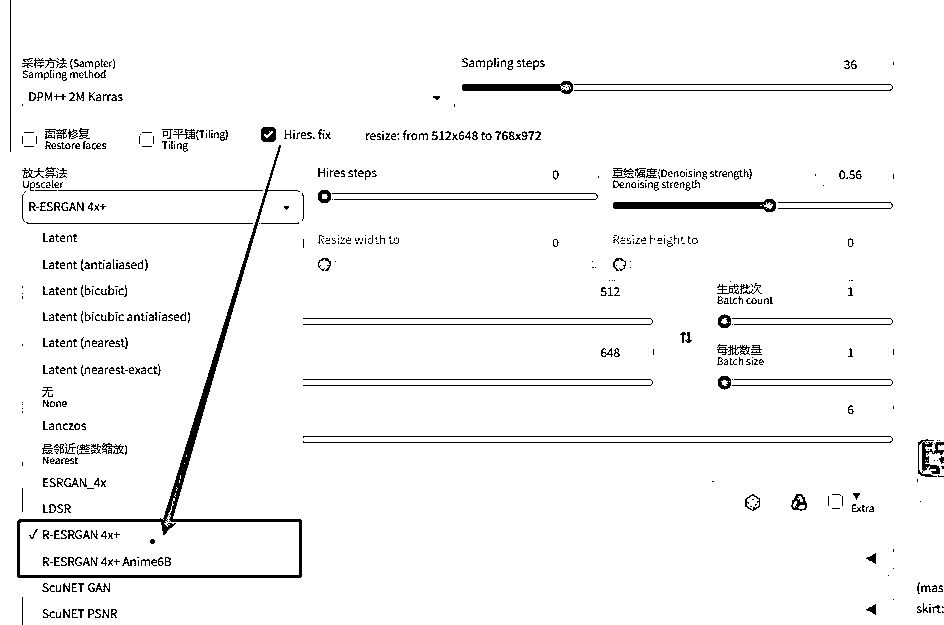 采样方法 (Sampler)
Sampling method
DPM++ 2M Karras
Sampling steps
36
面部修复
Restore faces
可平铺(Tiling)
Tiling
Hires. fix
resize: from 512x648 to 768x972
放大算法
Upscaler
R-ESRGAN 4x+
Hires steps
0
重绘幅度(Denoising strength)
Denoising strength
0.56
Latent
Latent (antialiased)
Latent (bicubic)
Latent (bicubic antialiased)
Latent (nearest)
Latent (nearest-exact)
无
None
Lanczos
最邻近(整数缩放)
Nearest
ESRGAN_4x
LDSR
✓ R-ESRGAN 4x+
R-ESRGAN 4x+ Anime6B
ScuNET GAN
ScuNET PSNR
Resize width to
0
Resize height to
0
512
生成批次
Batch count
1
648
每批数量
Batch size
1
6
Extra
(mas
skirt: